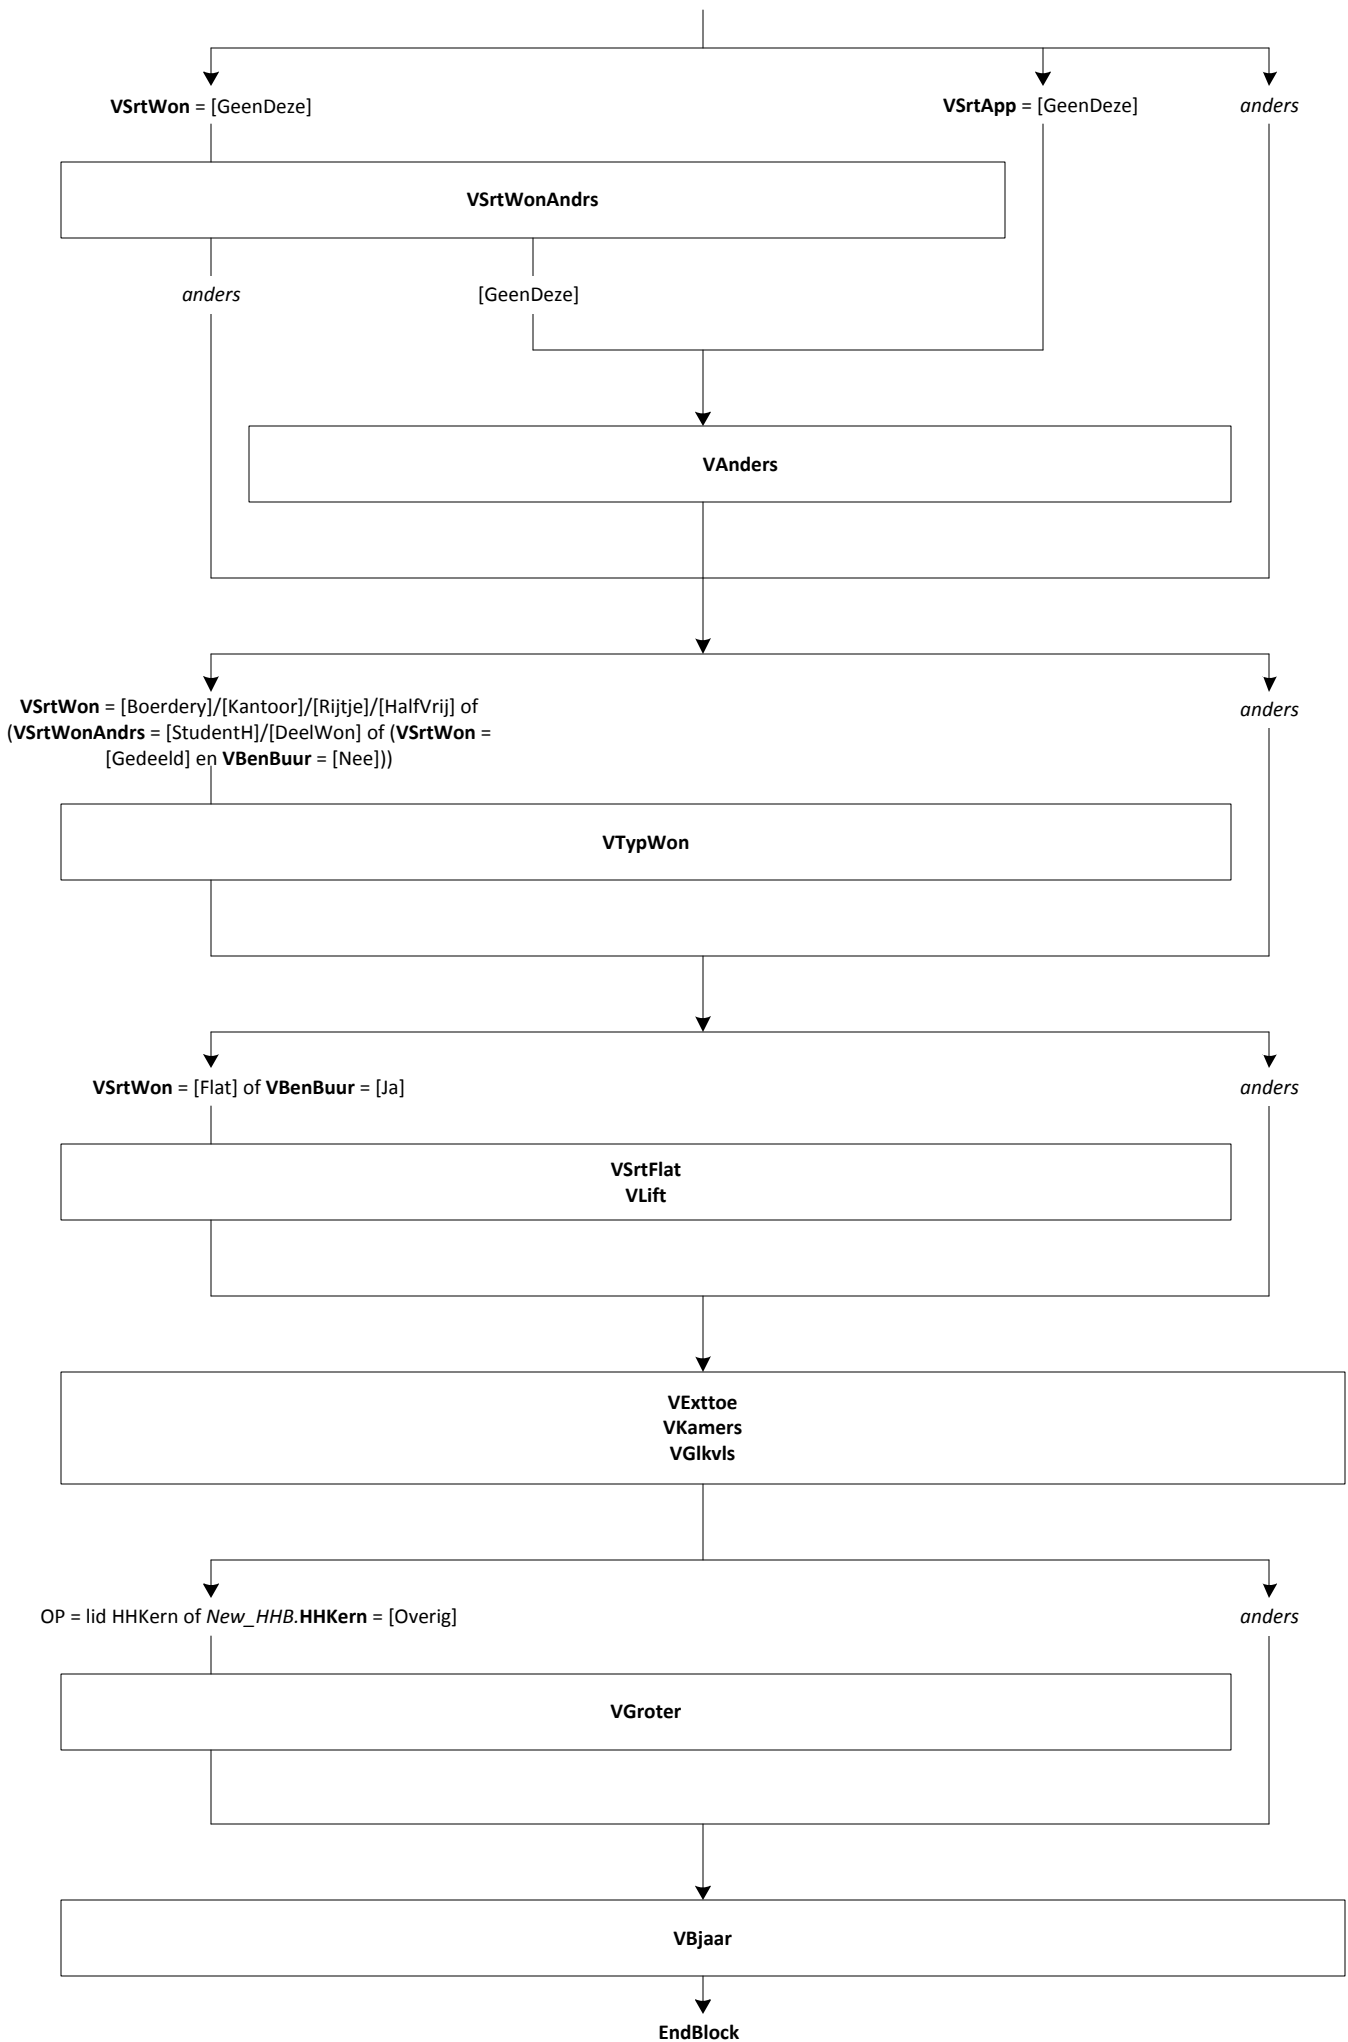 VSrtWon = [GeenDeze]
VSrtApp = [GeenDeze]
anders
VSrtWonAndrs
anders
[GeenDeze]
VAnders
VSrtWon = [Boerdery]/[Kantoor]/[Rijtje]/[HalfVrij] of
(VSrtWonAndrs = [StudentH]/[DeelWon] of (VSrtWon =
[Gedeeld] en VBenBuur = [Nee]))
anders
VTypWon
VSrtWon = [Flat] of VBenBuur = [Ja]
anders
VSrtFlat
VLift
VExttoe
VKamers
VGlkvls
OP = lid HHKern of New_HHB.HHKern = [Overig]
anders
VGroter
VBjaar
EndBlock